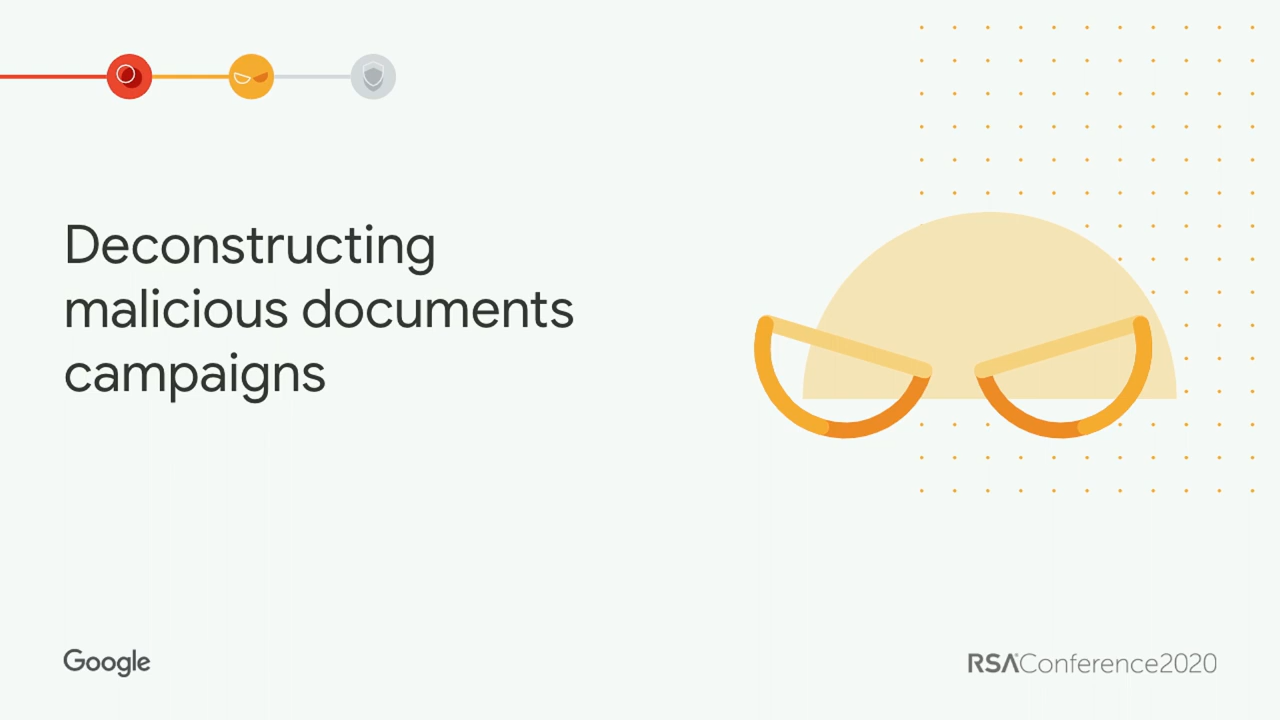 Deconstructing
malicious documents
campaigns
Google
RSAConference2020